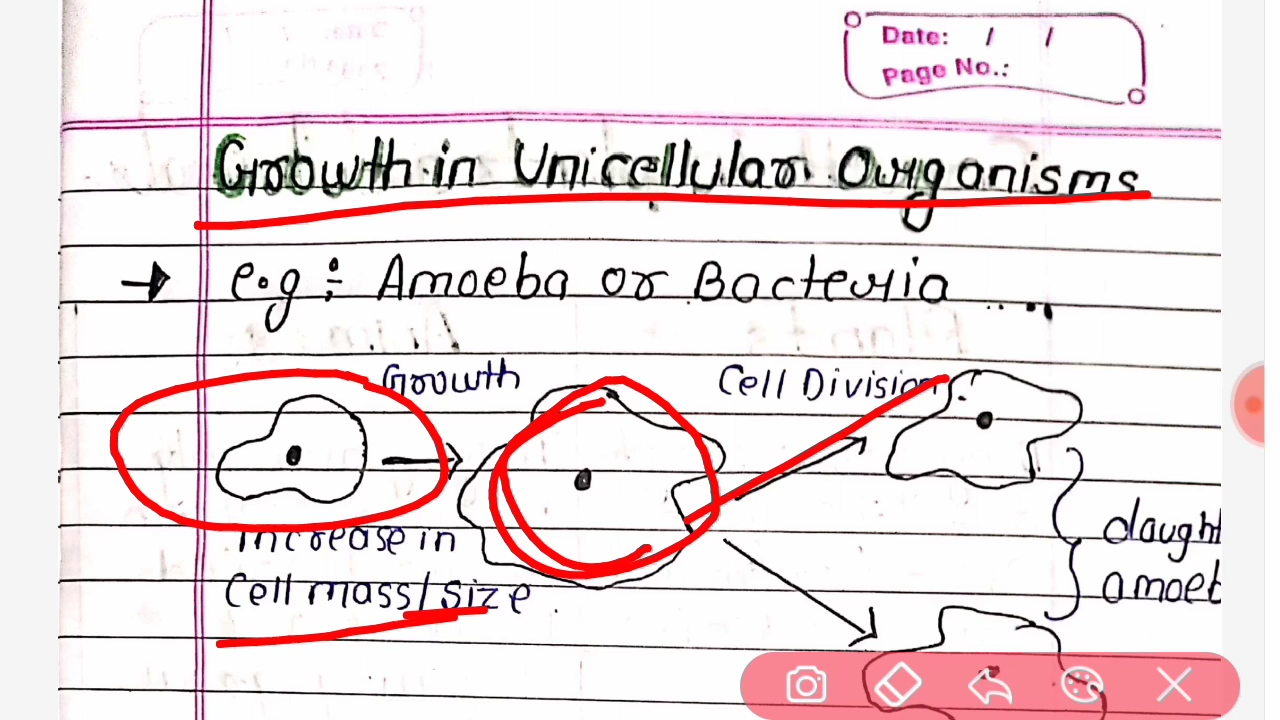 Date: / /
Page No.:
Growth in Unicellular Organisms
→ e.g ÷ Amoeba or Bacteria ....
Growth
Cell Division
Increase in
Cell mass/size
daught
amoeb